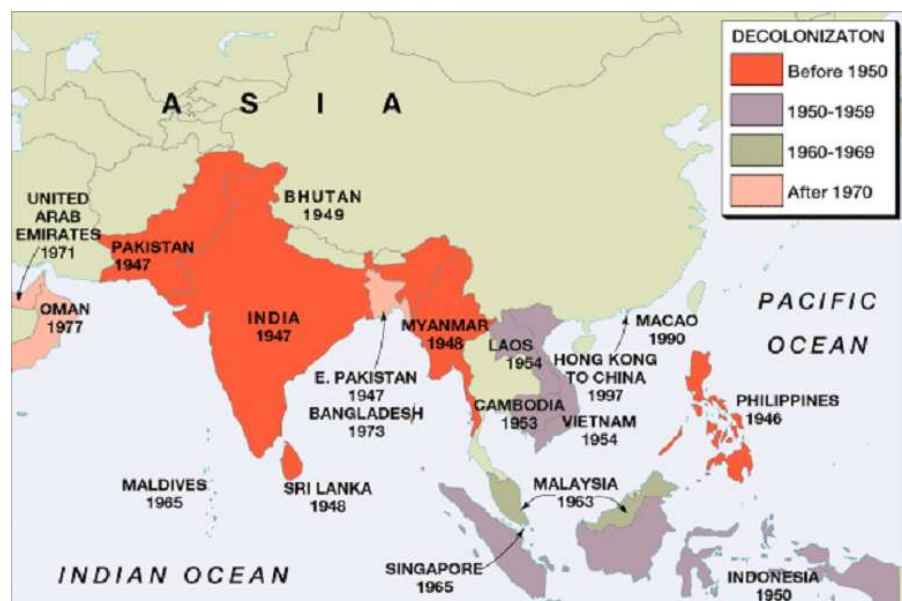 DECOLONIZATON
Before 1950
1950-1959
1960-1969
After 1970
A S I A
UNITED
ARAB
EMIRATES
1971
OMAN
1977
PAKISTAN
1947
BHUTAN
1949
INDIA
1947
E. PAKISTAN
1947
BANGLADESH
1973
MYANMAR
1948
LAOS
1954
CAMBODIA
1953
VIETNAM
1954
HONG KONG
TO CHINA
1997
MACAO
1990
PACIFIC
OCEAN
PHILIPPINES
1946
MALDIVES
1965
SRI LANKA
1948
MALAYSIA
1963
SINGAPORE
1965
INDONESIA
1950
INDIAN OCEAN